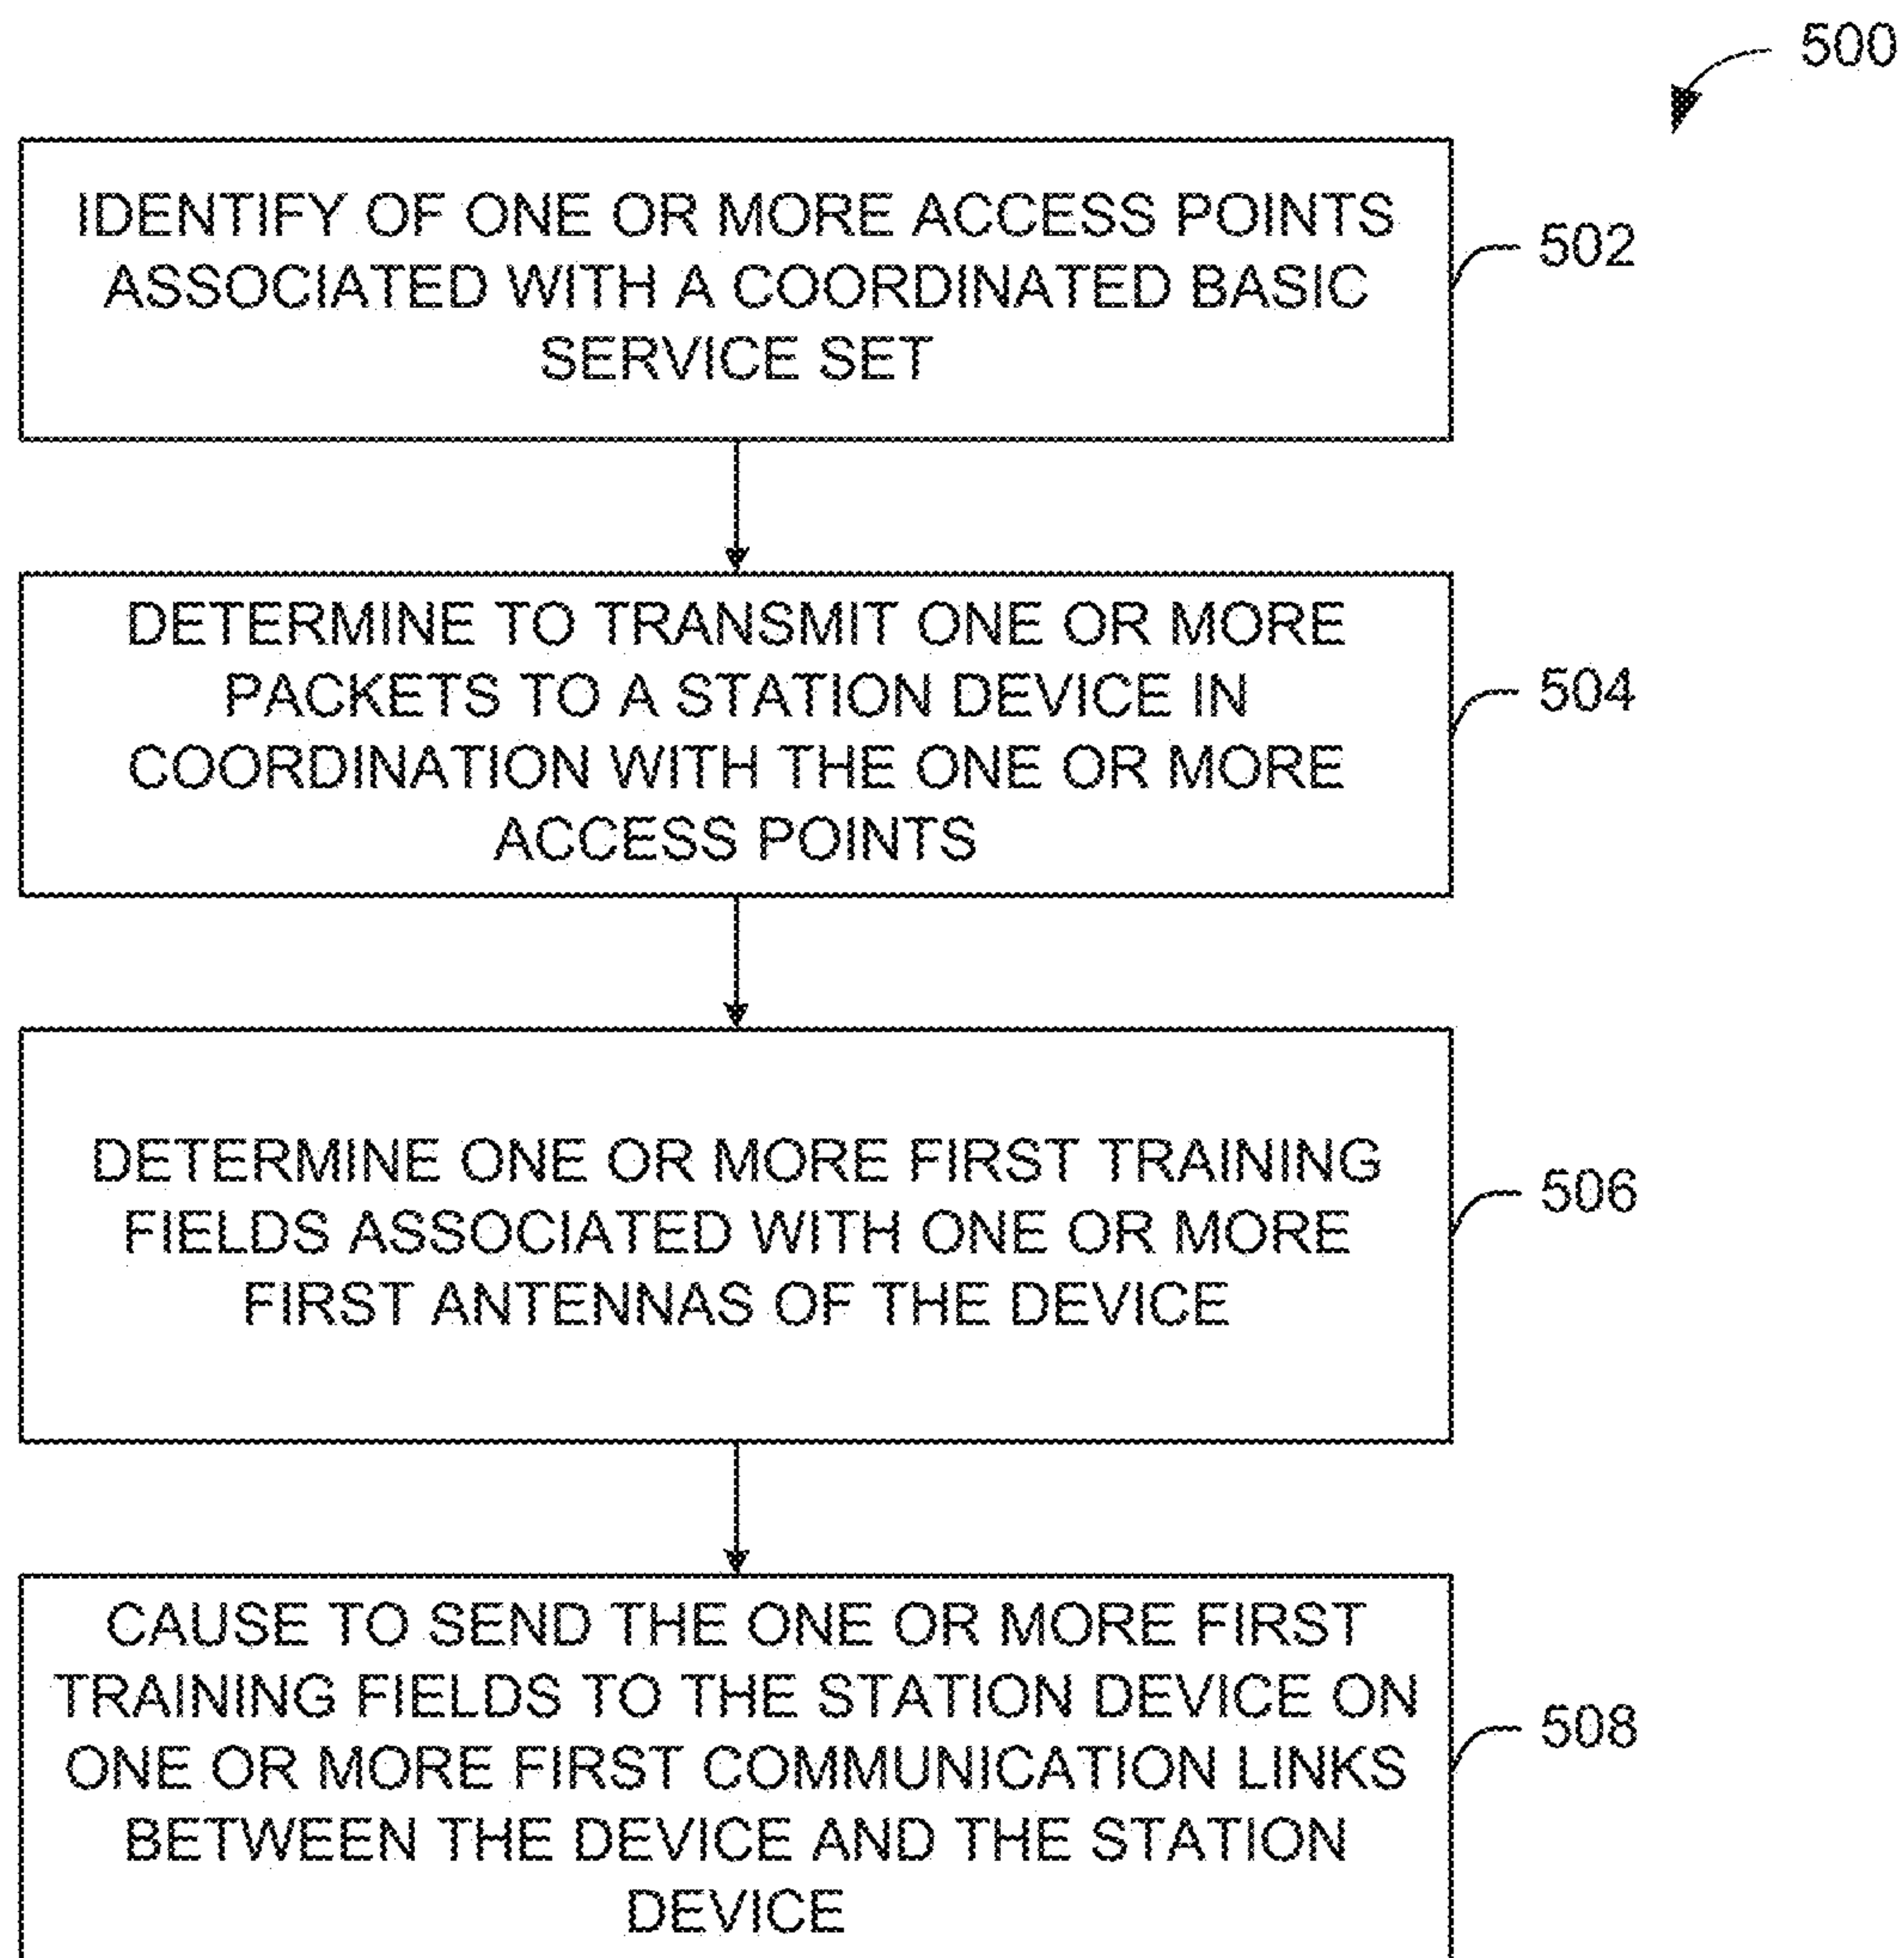 500
IDENTIFY OF ONE OR MORE ACCESS POINTS
ASSOCIATED WITH A COORDINATED BASIC
SERVICE SET
502
DETERMINE TO TRANSMIT ONE OR MORE
PACKETS TO A STATION DEVICE IN
COORDINATION WITH THE ONE OR MORE
ACCESS POINTS
504
DETERMINE ONE OR MORE FIRST TRAINING
FIELDS ASSOCIATED WITH ONE OR MORE
FIRST ANTENNAS OF THE DEVICE
506
CAUSE TO SEND THE ONE OR MORE FIRST
TRAINING FIELDS TO THE STATION DEVICE ON
ONE OR MORE FIRST COMMUNICATION LINKS
BETWEEN THE DEVICE AND THE STATION
DEVICE
508